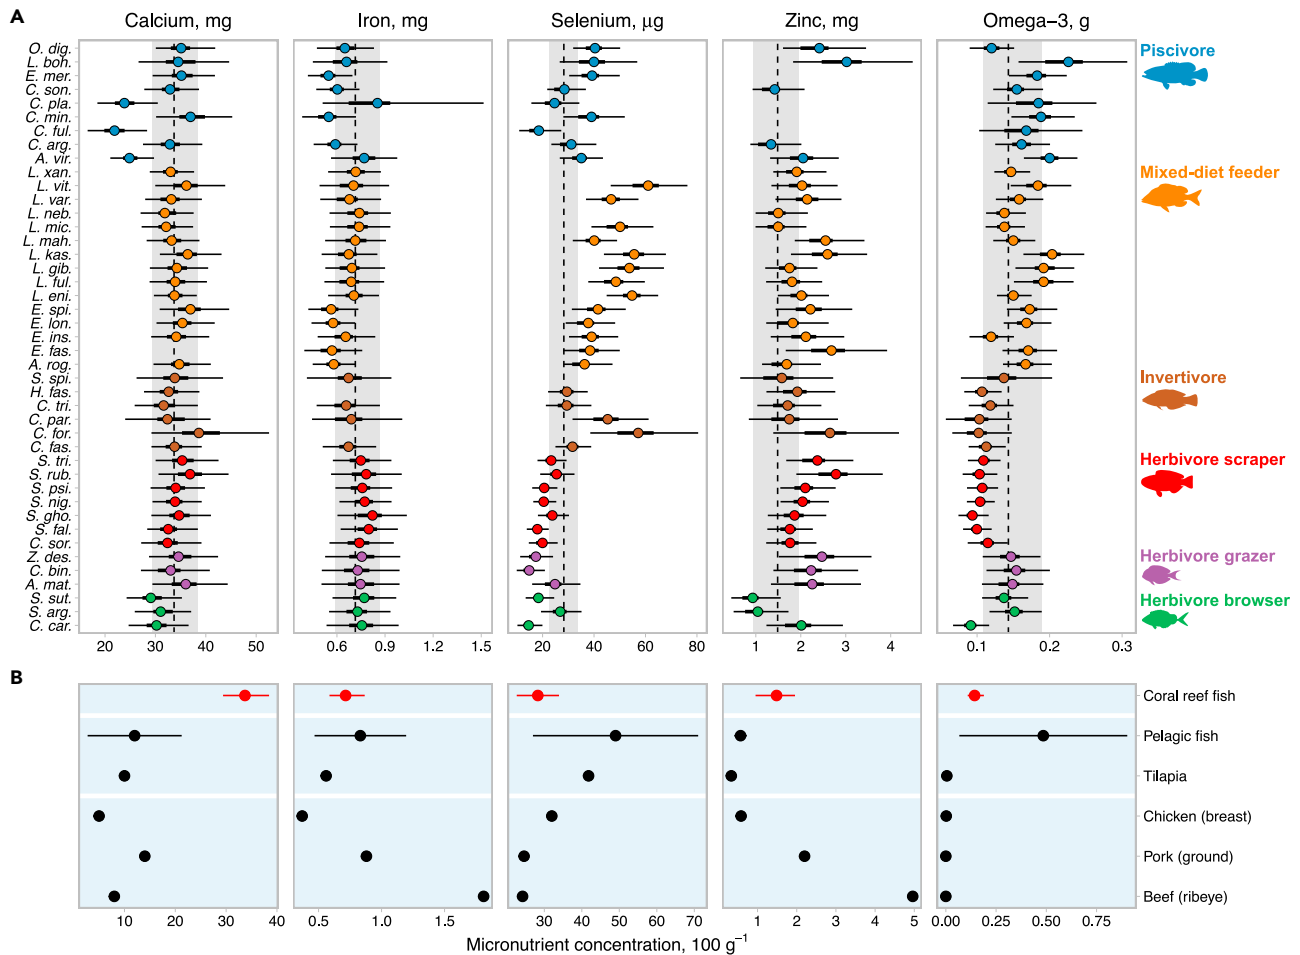 A
Calcium, mg
Iron, mg
Selenium, µg
Zinc, mg
Omega−3, g
O. dig.
L. boh.
E. mer.
C. son.
C. pla.
C. min.
C. ful.
C. arg.
A. vir.
L. xan.
L. vit.
L. var.
L. neb.
L. mic.
L. mah.
L. kas.
L. gib.
L. ful.
L. eni.
E. spi.
E. lon.
E. ins.
E. fas.
A. rog.
S. spi.
H. fas.
C. tri.
C. par.
C. for.
C. fas.
S. tri.
S. rub.
S. psi.
S. nig.
S. gho.
S. fal.
C. sor.
Z. des.
C. bin.
A. mat.
S. sut.
S. arg.
C. car.
Piscivore
Mixed-diet feeder
Invertivore
Herbivore scraper
Herbivore grazer
Herbivore browser
20 30 40 50
0.6 0.9 1.2 1.5
20 40 60 80
1 2 3 4
0.1 0.2 0.3
B
Coral reef fish
Pelagic fish
Tilapia
Chicken (breast)
Pork (ground)
Beef (ribeye)
10 20 30 40
0.5 1.0 1.5
30 40 50 60 70
1 2 3 4 5
0.00 0.25 0.50 0.75
Micronutrient concentration, 100 g⁻¹